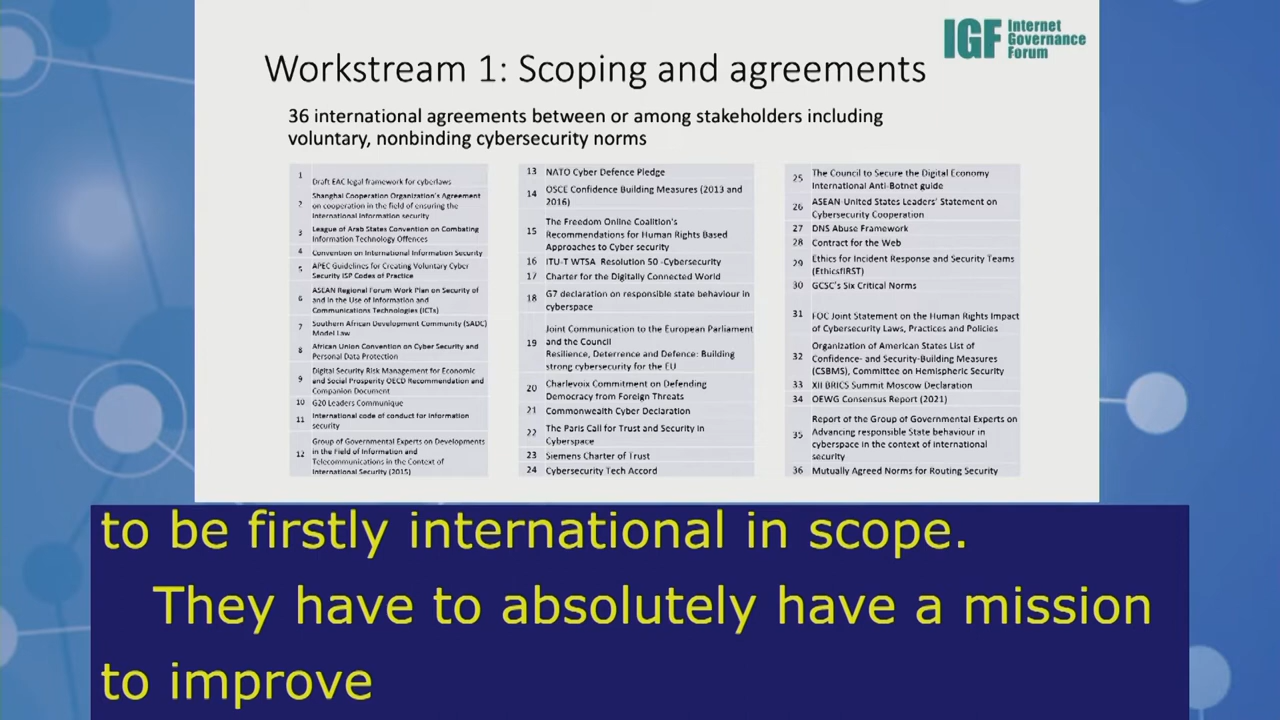 IGF Internet
Governance
Forum
Workstream 1: Scoping and agreements
36 international agreements between or among stakeholders including
voluntary, nonbinding cybersecurity norms
1 Draft EAC legal framework for cyberlaws
2 Shanghai Cooperation Organization's Agreement
on cooperation in the field of ensuring the
International Information security
3 League of Arab States Convention on Combating
Information Technology Offences
4 Convention on International Information Security
5 APEC Guidelines for Creating Voluntary Cyber
Security ISP Codes of Practice
6 ASEAN Regional Forum Work Plan on Security of
and in the Use of Information and
Communications Technologies (ICTs)
7 Southern African Development Community (SADC)
Model Law
8 African Union Convention on Cyber Security and
Personal Data Protection
9 Digital Security Risk Management for Economic
and Social Prosperity OECD Recommendation and
Companion Document
10 G20 Leaders Communique
11 International code of conduct for information
security
12 Group of Governmental Experts on Developments
in the Field of Information and
Telecommunications in the Context of
International Security (2015)
13 NATO Cyber Defence Pledge
14 OSCE Confidence Building Measures (2013 and
2016)
15 The Freedom Online Coalition's
Recommendations for Human Rights Based
Approaches to Cyber security
16 ITU-T WTSA Resolution 50 -Cybersecurity
17 Charter for the Digitally Connected World
18 G7 declaration on responsible state behaviour in
cyberspace
19 Joint Communication to the European Parliament
and the Council
Resilience, Deterrence and Defence: Building
strong cybersecurity for the EU
20 Charlevoix Commitment on Defending
Democracy from Foreign Threats
21 Commonwealth Cyber Declaration
22 The Paris Call for Trust and Security in
Cyberspace
23 Siemens Charter of Trust
24 Cybersecurity Tech Accord
25 The Council to Secure the Digital Economy
International Anti-Botnet guide
26 ASEAN-United States Leaders' Statement on
Cybersecurity Cooperation
27 DNS Abuse Framework
28 Contract for the Web
29 Ethics for Incident Response and Security Teams
(EthicsfIRST)
30 GCSC's Six Critical Norms
31 FOC Joint Statement on the Human Rights Impact
of Cybersecurity Laws, Practices and Policies
32 Organization of American States List of
Confidence- and Security-Building Measures
(CSBMS), Committee on Hemispheric Security
33 XII BRICS Summit Moscow Declaration
34 OEWG Consensus Report (2021)
35 Report of the Group of Governmental Experts on
Advancing responsible State behaviour in
cyberspace in the context of international
security
36 Mutually Agreed Norms for Routing Security
to be firstly international in scope.
They have to absolutely have a mission
to improve